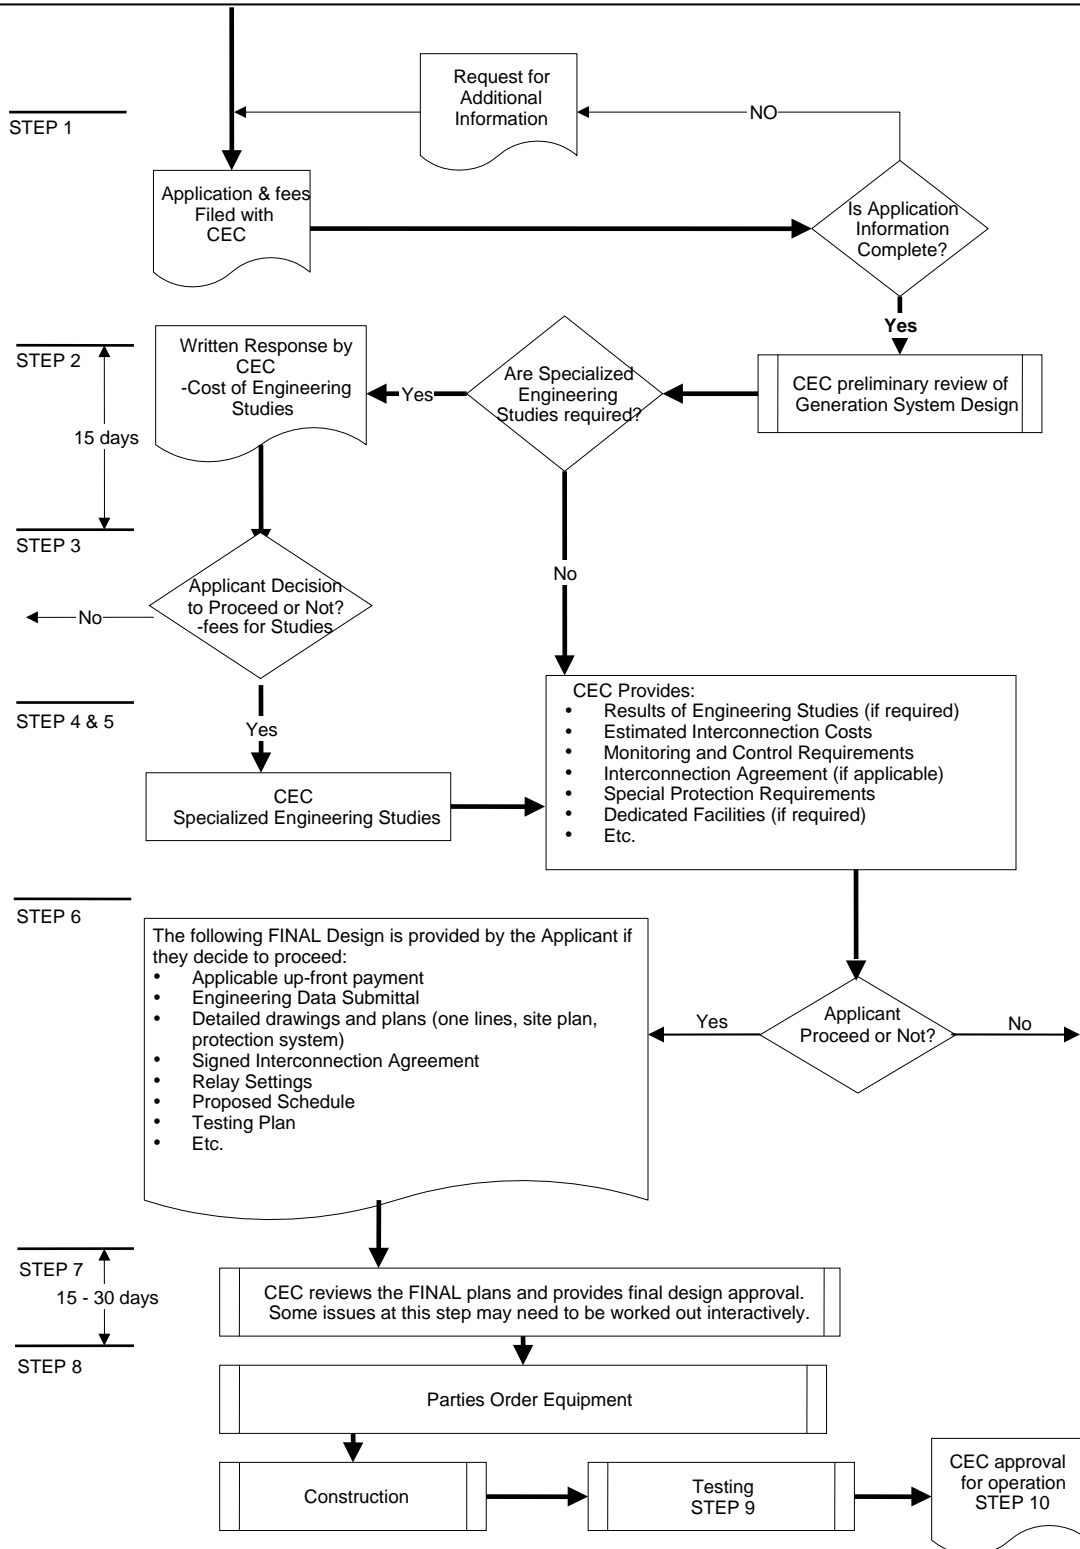 Request for
Additional
Information
NO
STEP 1
Application & fees
Filed with
CEC
Is Application
Information
Complete?
Yes
STEP 2
Written Response by
CEC
-Cost of Engineering
Studies
Yes
Are Specialized
Engineering
Studies required?
CEC preliminary review of
Generation System Design
15 days
STEP 3
No
Applicant Decision
to Proceed or Not?
-fees for Studies
No
STEP 4 & 5
Yes
CEC
Specialized Engineering Studies
CEC Provides:
• Results of Engineering Studies (if required)
• Estimated Interconnection Costs
• Monitoring and Control Requirements
• Interconnection Agreement (if applicable)
• Special Protection Requirements
• Dedicated Facilities (if required)
• Etc.
STEP 6
The following FINAL Design is provided by the Applicant if
they decide to proceed:
• Applicable up-front payment
• Engineering Data Submittal
• Detailed drawings and plans (one lines, site plan,
protection system)
• Signed Interconnection Agreement
• Relay Settings
• Proposed Schedule
• Testing Plan
• Etc.
Yes
Applicant
Proceed or Not?
No
STEP 7
15 - 30 days
CEC reviews the FINAL plans and provides final design approval.
Some issues at this step may need to be worked out interactively.
STEP 8
Parties Order Equipment
Construction
Testing
STEP 9
CEC approval
for operation
STEP 10